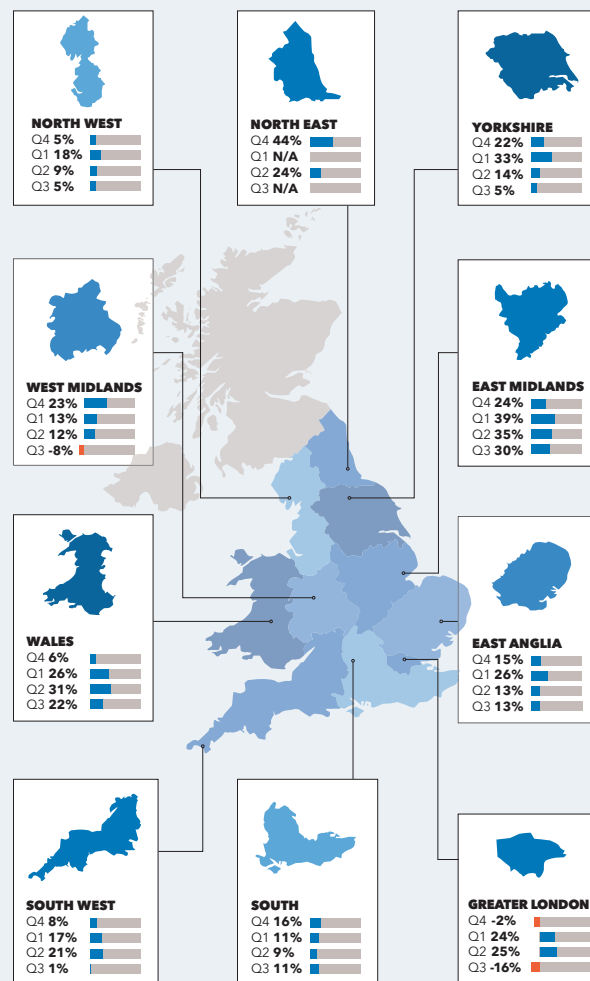 NORTH WEST
Q4 5%
Q1 18%
Q2 9%
Q3 5%
NORTH EAST
Q4 44%
Q1 N/A
Q2 24%
Q3 N/A
YORKSHIRE
Q4 22%
Q1 33%
Q2 14%
Q3 5%
WEST MIDLANDS
Q4 23%
Q1 13%
Q2 12%
Q3 -8%
EAST MIDLANDS
Q4 24%
Q1 39%
Q2 35%
Q3 30%
WALES
Q4 6%
Q1 26%
Q2 31%
Q3 22%
EAST ANGLIA
Q4 15%
Q1 26%
Q2 13%
Q3 13%
SOUTH WEST
Q4 8%
Q1 17%
Q2 21%
Q3 1%
SOUTH
Q4 16%
Q1 11%
Q2 9%
Q3 11%
GREATER LONDON
Q4 -2%
Q1 24%
Q2 25%
Q3 -16%